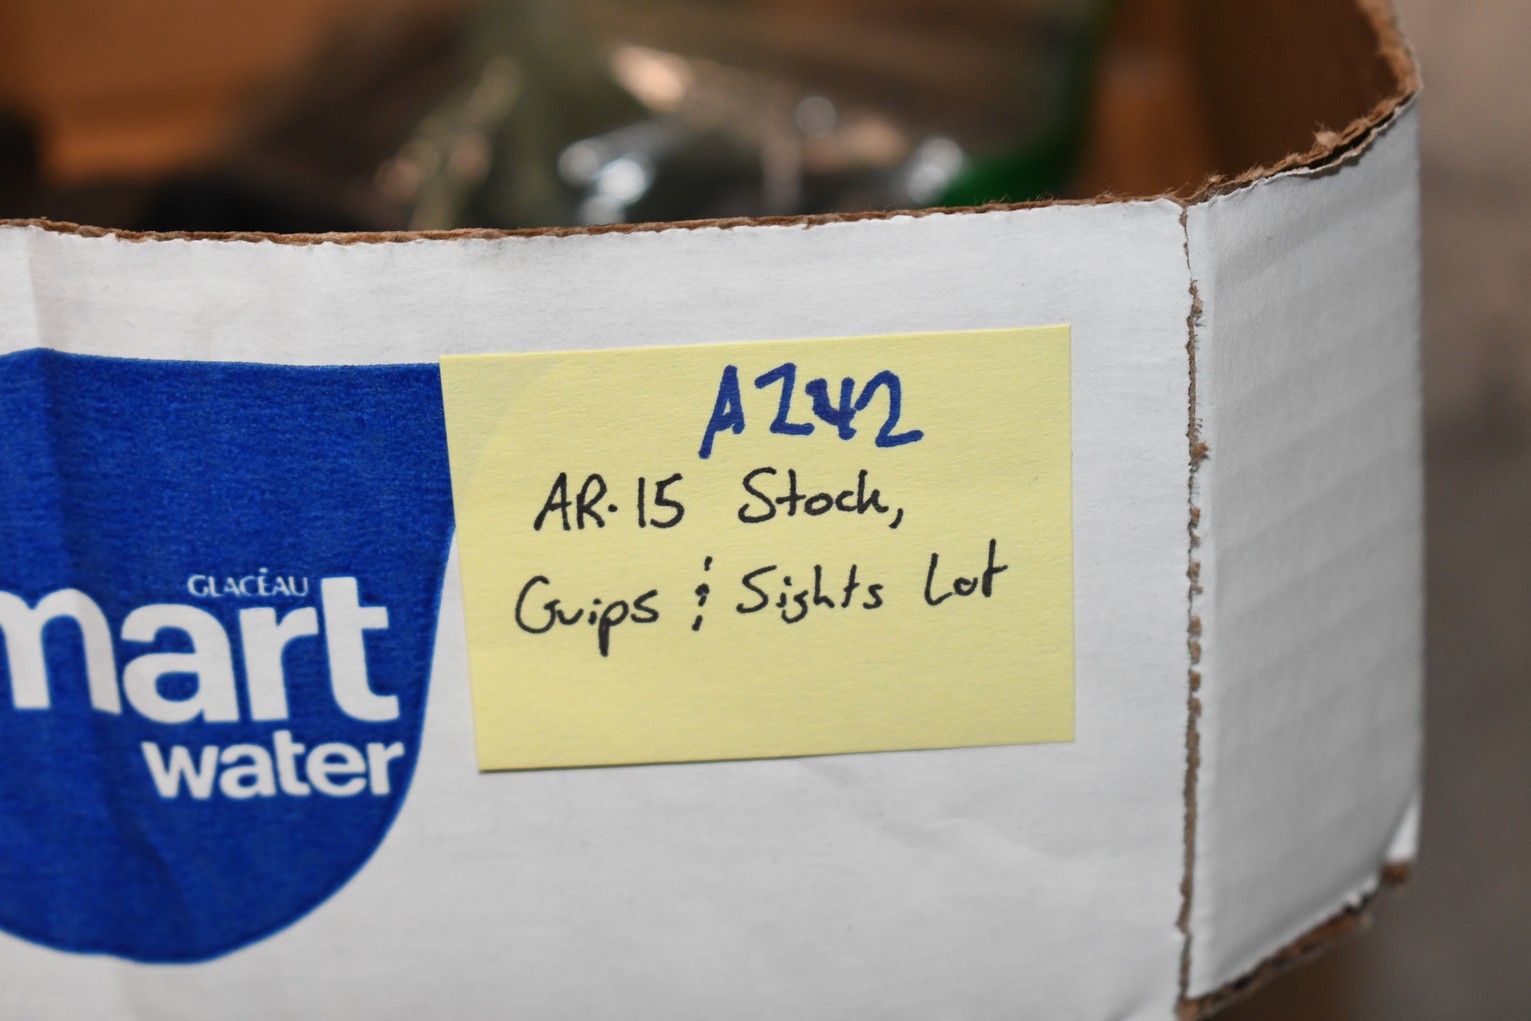 A242
AR-15 Stock,
Grips & Sights Lot
GLACÉAU
mart
water